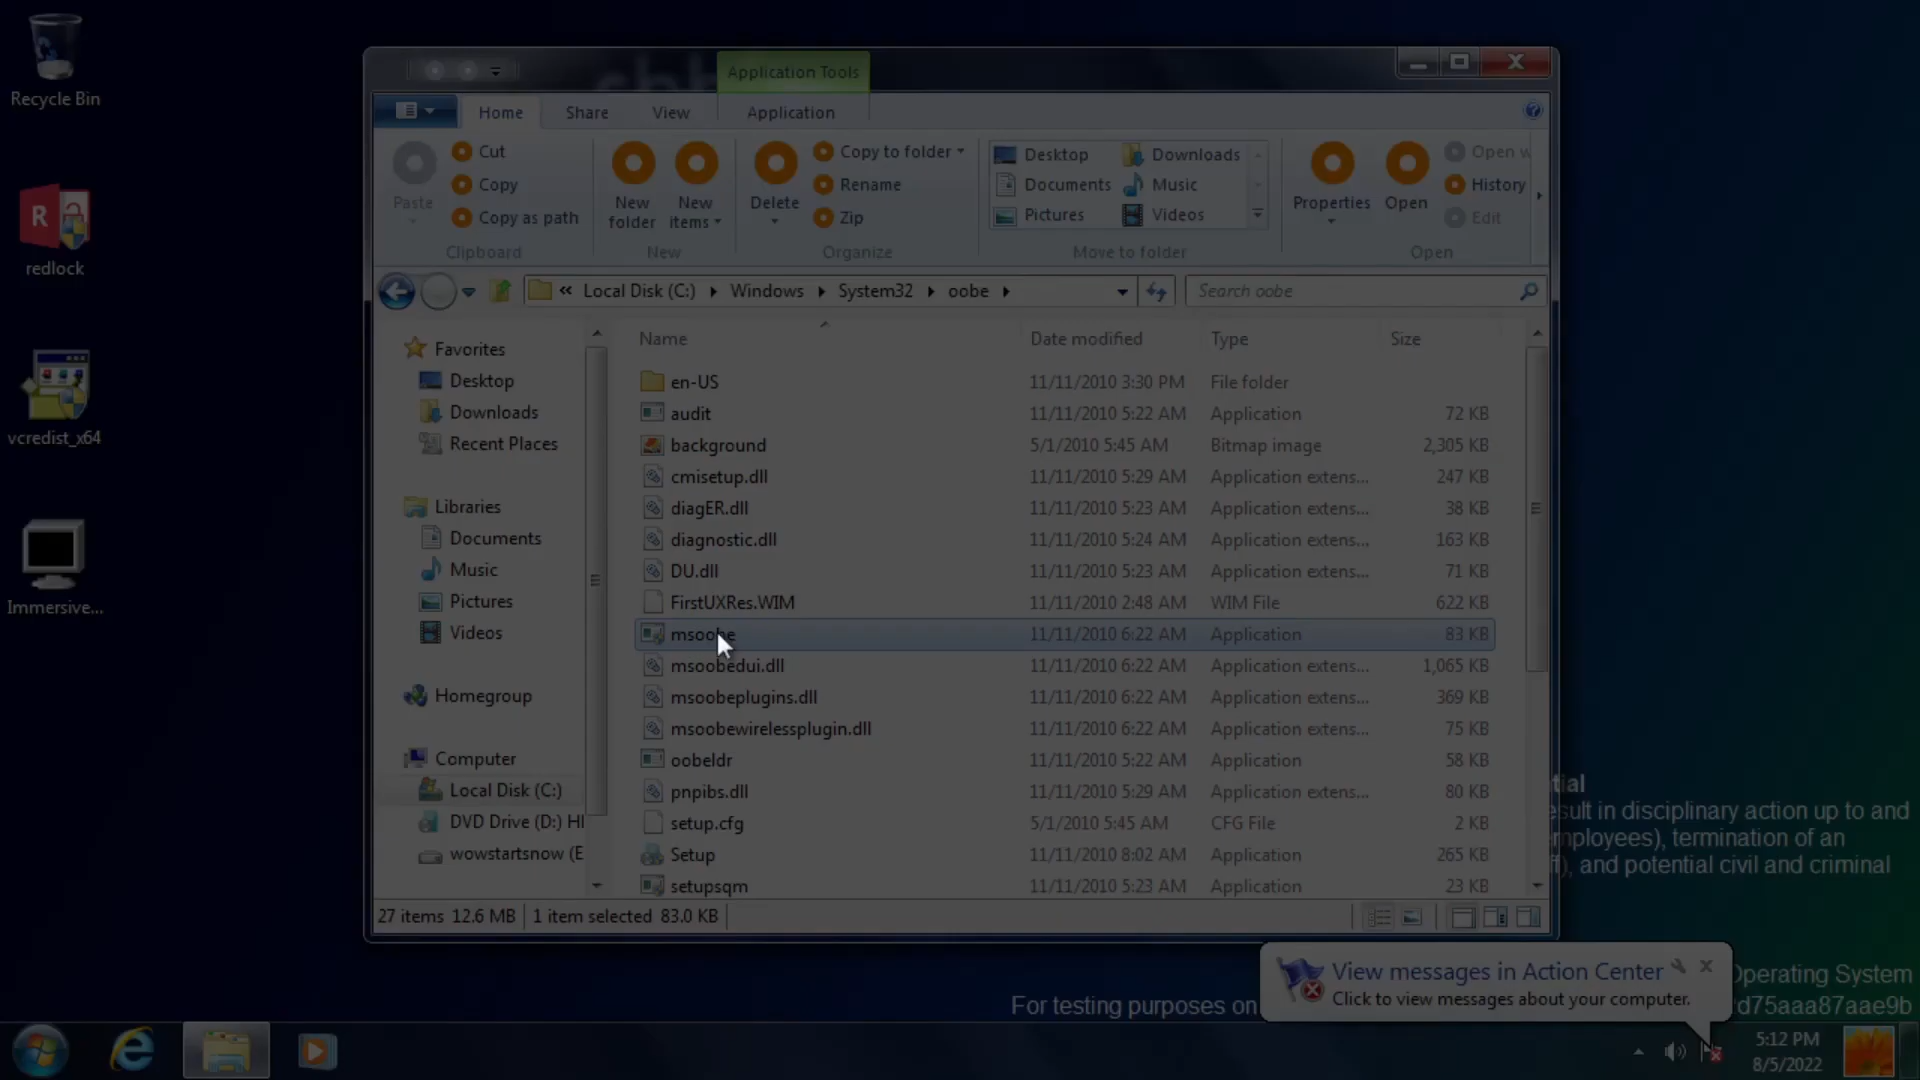 Recycle Bin
redlock
vcredist_x64
Immersive...
Application Tools
Home
Share
View
Application
Paste
Cut
Copy
Copy as path
Clipboard
New
folder
New
items
New
Delete
Copy to folder
Rename
Zip
Organize
Desktop
Documents
Pictures
Downloads
Music
Videos
Move to folder
Properties
Open
Open w
History
Edit
Open
« Local Disk (C:)
Windows
System32
oobe
Search oobe
Favorites
Desktop
Downloads
Recent Places
Libraries
Documents
Music
Pictures
Videos
Homegroup
Computer
Local Disk (C:)
DVD Drive (D:) HI
wowstartsnow (E
Name Date modified Type Size
en-US 11/11/2010 3:30 PM File folder
audit 11/11/2010 5:22 AM Application 72 KB
background 5/1/2010 5:45 AM Bitmap image 2,305 KB
cmisetup.dll 11/11/2010 5:29 AM Application extens... 247 KB
diagER.dll 11/11/2010 5:23 AM Application extens... 38 KB
diagnostic.dll 11/11/2010 5:24 AM Application extens... 163 KB
DU.dll 11/11/2010 5:23 AM Application extens... 71 KB
FirstUXRes.WIM 11/11/2010 2:48 AM WIM File 622 KB
msoobe 11/11/2010 6:22 AM Application 83 KB
msoobedui.dll 11/11/2010 6:22 AM Application extens... 1,065 KB
msoobeplugins.dll 11/11/2010 6:22 AM Application extens... 369 KB
msoobewirelessplugin.dll 11/11/2010 6:22 AM Application extens... 75 KB
oobeldr 11/11/2010 5:22 AM Application 58 KB
pnpibs.dll 11/11/2010 5:29 AM Application extens... 80 KB
setup.cfg 5/1/2010 5:45 AM CFG File 2 KB
Setup 11/11/2010 8:02 AM Application 265 KB
setupsqm 11/11/2010 5:23 AM Application 23 KB
27 items 12.6 MB 1 item selected 83.0 KB
tial
esult in disciplinary action up to and
mployees), termination of an
ff), and potential civil and criminal
Operating System
For testing purposes on
d75aaa87aae9b
View messages in Action Center
Click to view messages about your computer.
5:12 PM
8/5/2022